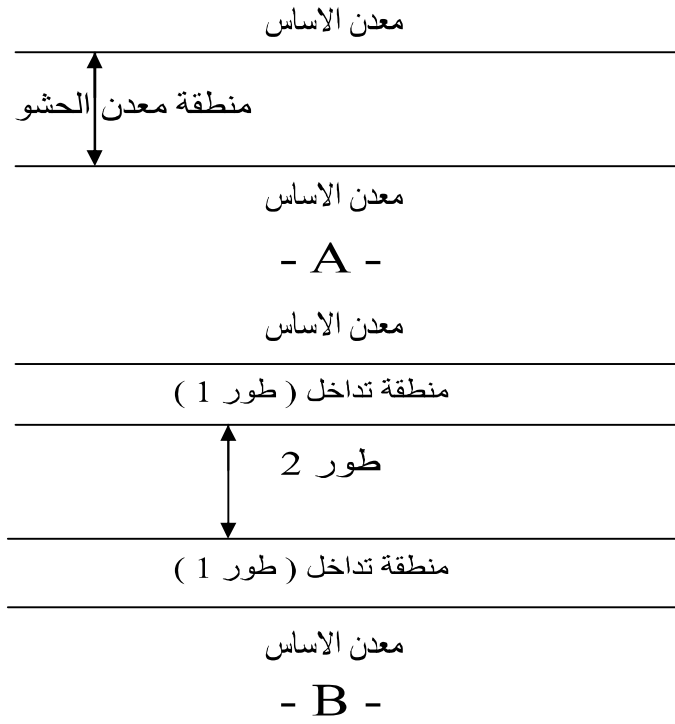 معدن الاساس
منطقة معدن الحشو
معدن الاساس
- A -
معدن الاساس
منطقة تداخل ( طور 1 )
طور 2
منطقة تداخل ( طور 1 )
معدن الاساس
- B -